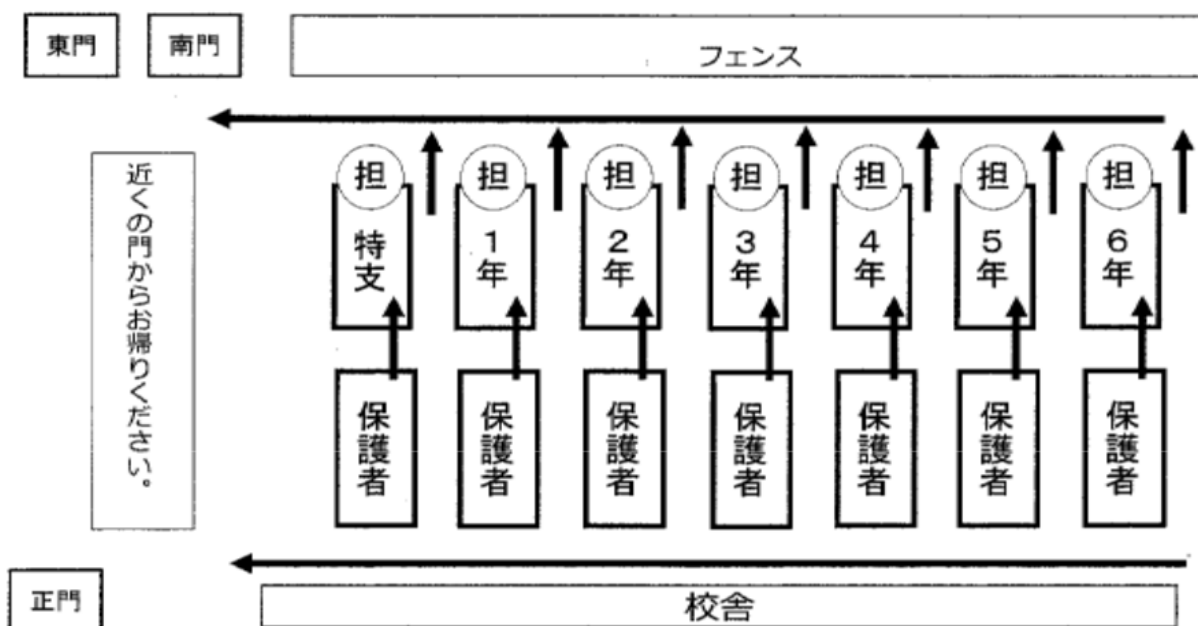 東門
南門
フェンス
担
担
担
担
担
担
担
特支
1年
2年
3年
4年
5年
6年
近くの門からお帰りください。
保護者
保護者
保護者
保護者
保護者
保護者
保護者
正門
校舎